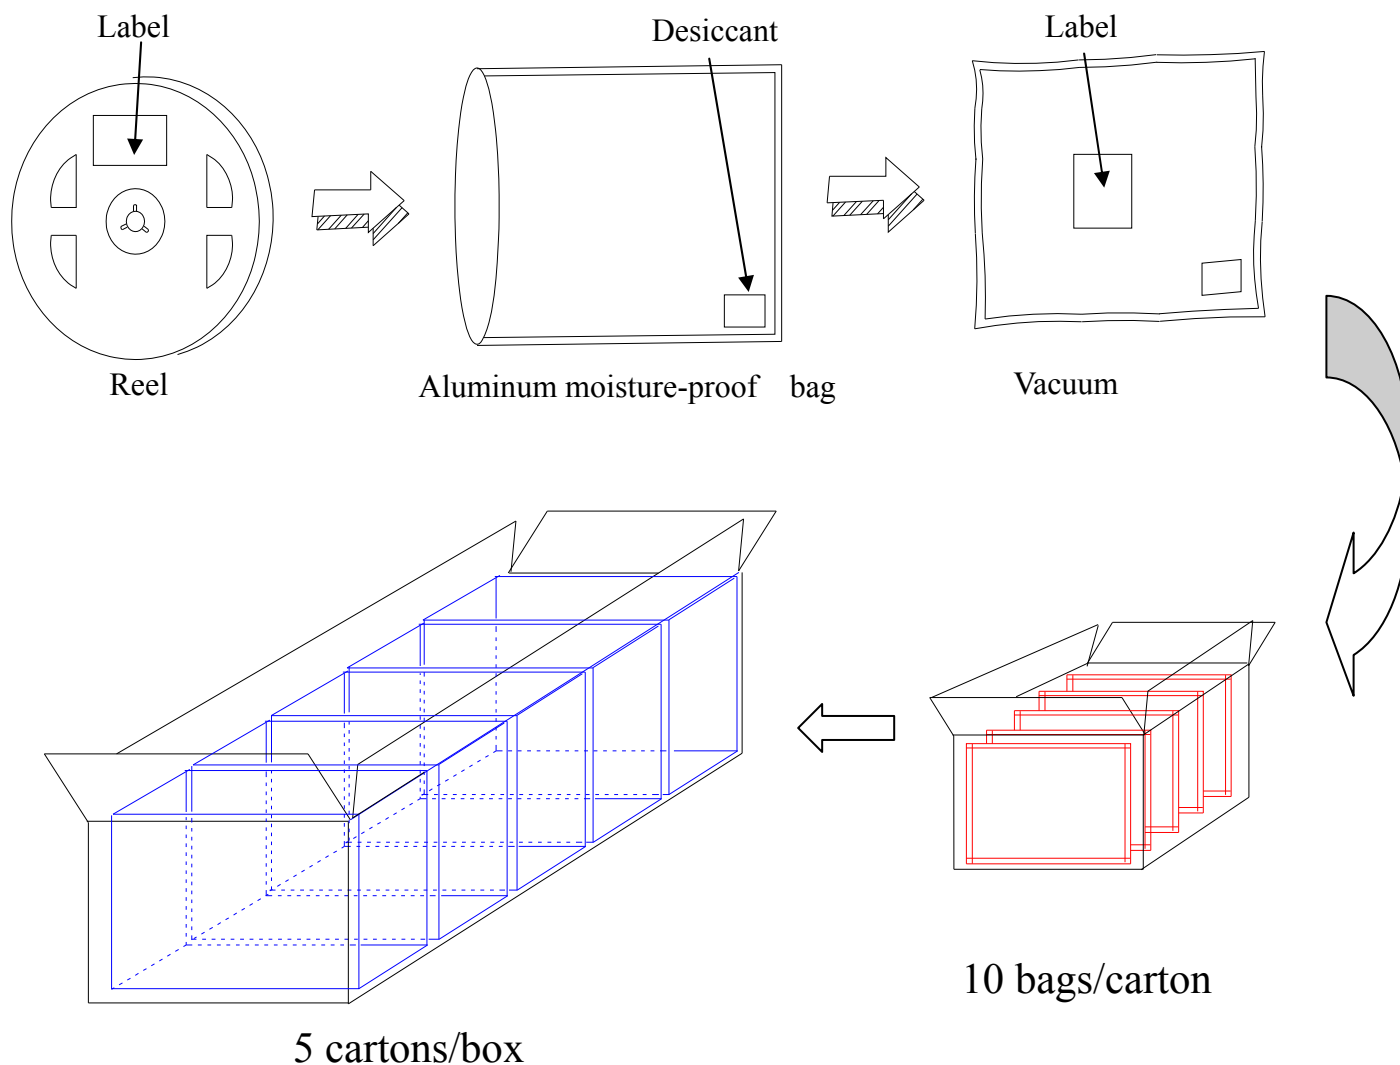 Label
Desiccant
Label
Reel
Aluminum moisture-proof bag
Vacuum
10 bags/carton
5 cartons/box